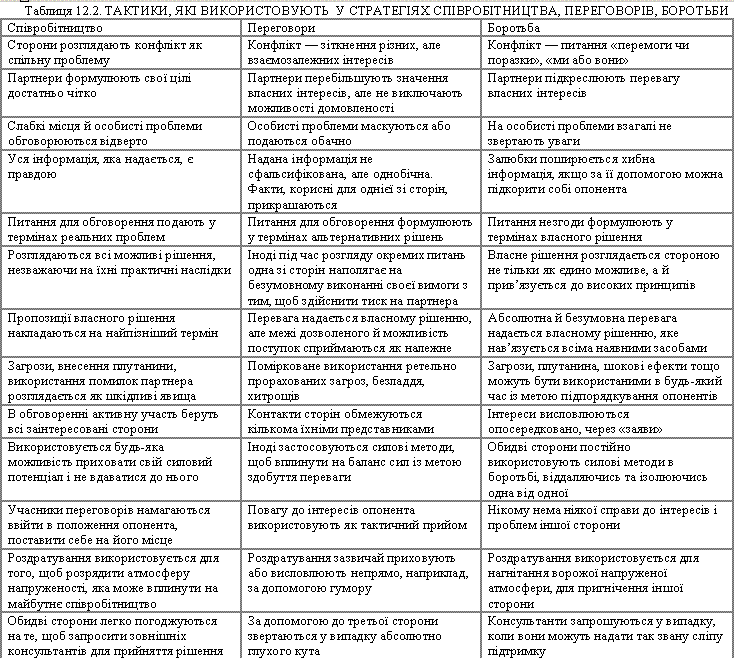 Таблиця 12.2. ТАКТИКИ, ЯКІ ВИКОРИСТОВУЮТЬ У СТРАТЕГІЯХ СПІВРОБІТНИЦТВА, ПЕРЕГОВОРІВ, БОРОТЬБИ
Співробітництво
Переговори
Боротьба
Сторони розглядають конфлікт як
спільну проблему
Конфлікт — зіткнення різних, але
взаємозалежних інтересів
Конфлікт — питання «перемоги чи
поразки», «ми або вони»
Партнери формулюють свої цілі
достатньо чітко
Партнери перебільшують значення
власних інтересів, але не виключають
можливості домовленості
Партнери підкреслюють перевагу
власних інтересів
Слабкі місця й особисті проблеми
обговорюються відверто
Особисті проблеми маскуються або
подаються обачно
На особисті проблеми взагалі не
звертають уваги
Уся інформація, яка надається, є
правдою
Надана інформація не
сфальсифікована, але однобічна.
Факти, корисні для однієї зі сторін,
прикрашаються
Залюбки поширюється хибна
інформація, якщо за її допомогою можна
підкорити собі опонента
Питання для обговорення подають у
термінах реальних проблем
Питання для обговорення формулюють
у термінах альтернативних рішень
Питання незгоди формулюють у
термінах власного рішення
Розглядаються всі можливі рішення,
незважаючи на їхні практичні наслідки
Іноді під час розгляду окремих питань
одна зі сторін наполягає на
безумовному виконанні своєї вимоги з
тим, щоб здійснити тиск на партнера
Власне рішення розглядається стороною
не тільки як єдино можливе, а й
прив’язується до високих принципів
Пропозиції власного рішення
накладаються на найпізніший термін
Перевага надається власному рішенню,
але межі дозволеного й можливість
поступок сприймаються як належне
Абсолютна й безумовна перевага
надається власному рішенню, яке
нав’язується всіма наявними засобами
Загрози, внесення плутанини,
використання помилок партнера
розглядається як шкідливі явища
Помірковане використання ретельно
прорахованих загроз, безладдя,
хитрощів
Загрози, плутанина, шокові ефекти тощо
можуть бути використаними в будь-який
час із метою підпорядкування опонентів
В обговоренні активну участь беруть
всі заінтересовані сторони
Контакти сторін обмежуються
кількома їхніми представниками
Інтереси висловлюються
опосередковано, через «заяви»
Використовується будь-яка
можливість приховати свій силовий
потенціал і не вдаватися до нього
Іноді застосовуються силові методи,
щоб вплинути на баланс сил із метою
здобуття переваги
Обидві сторони постійно
використовують силові методи в
боротьбі, віддаляючись та ізолюючись
одна від одної
Учасники переговорів намагаються
ввійти в положення опонента,
поставити себе на його місце
Повагу до інтересів опонента
використовують як тактичний прийом
Нікому нема ніякої справи до інтересів і
проблем іншої сторони
Роздратування використовується для
того, щоб розрядити атмосферу
напруженості, яка може вплинути на
майбутнє співробітництво
Роздратування зазвичай приховують
або висловлюють непрямо, наприклад,
за допомогою гумору
Роздратування використовується для
нагнітання ворожої напруженої
атмосфери, для пригнічення іншої
сторони
Обидві сторони легко погоджуються
на те, щоб запросити зовнішніх
консультантів для прийняття рішення
За допомогою до третьої сторони
звертаються у випадку абсолютно
глухого кута
Консультанти запрошуються у випадку,
коли вони можуть надати так звану сліпу
підтримку